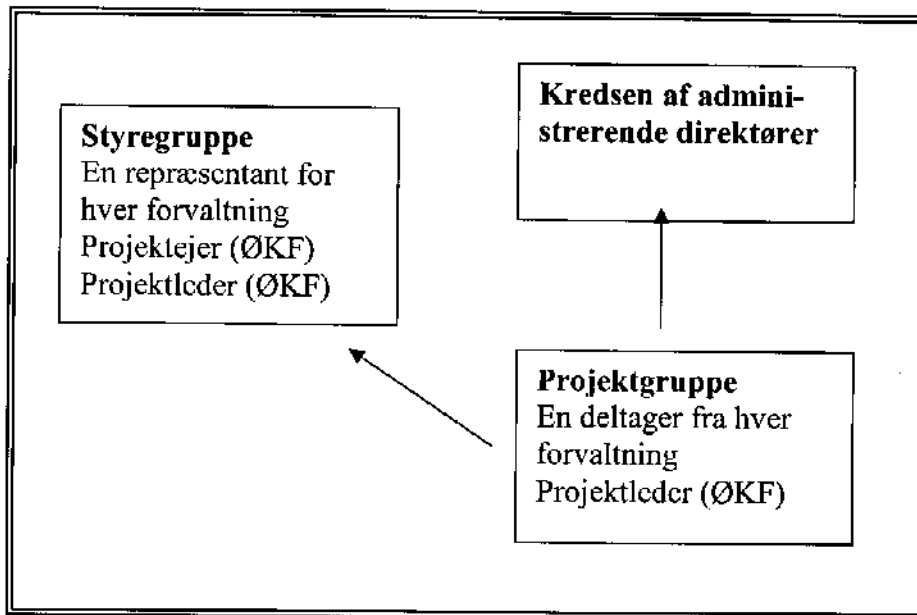 Styregruppe
En repræsentant for
hver forvaltning
Projektejer (ØKF)
Projektleder (ØKF)
Kredsen af admini-
strerende direktører
Projektgruppe
En deltager fra hver
forvaltning
Projektleder (ØKF)